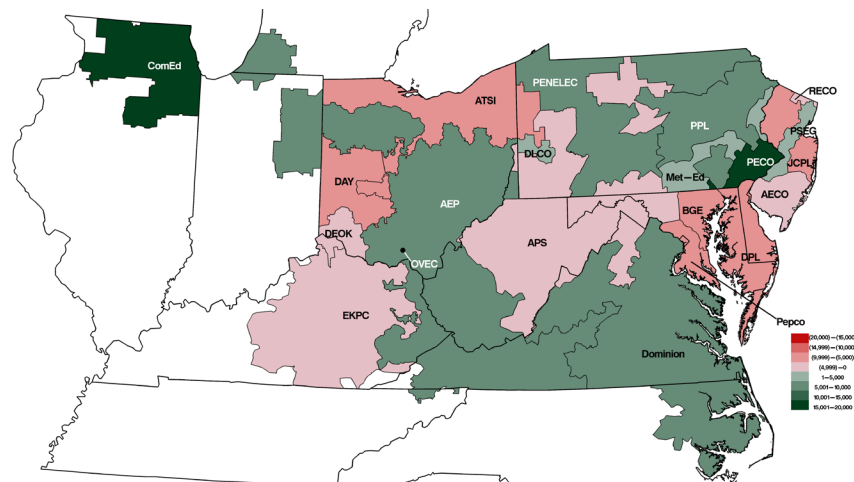 ComEd
RECO
PENELEC
ATSI
PPL
PSEG
DLCO
PECO
JCPL
Met—Ed
DAY
AECO
AEP
BGE
DEOK
APS
DPL
OVEC
EKPC
Pepco
Dominion
(20,000)—(15,000
(14,999)—(10,000
(9,999)—(5,000)
(4,999)—0
1—5,000
5,001—10,000
10,001—15,000
15,001—20,000